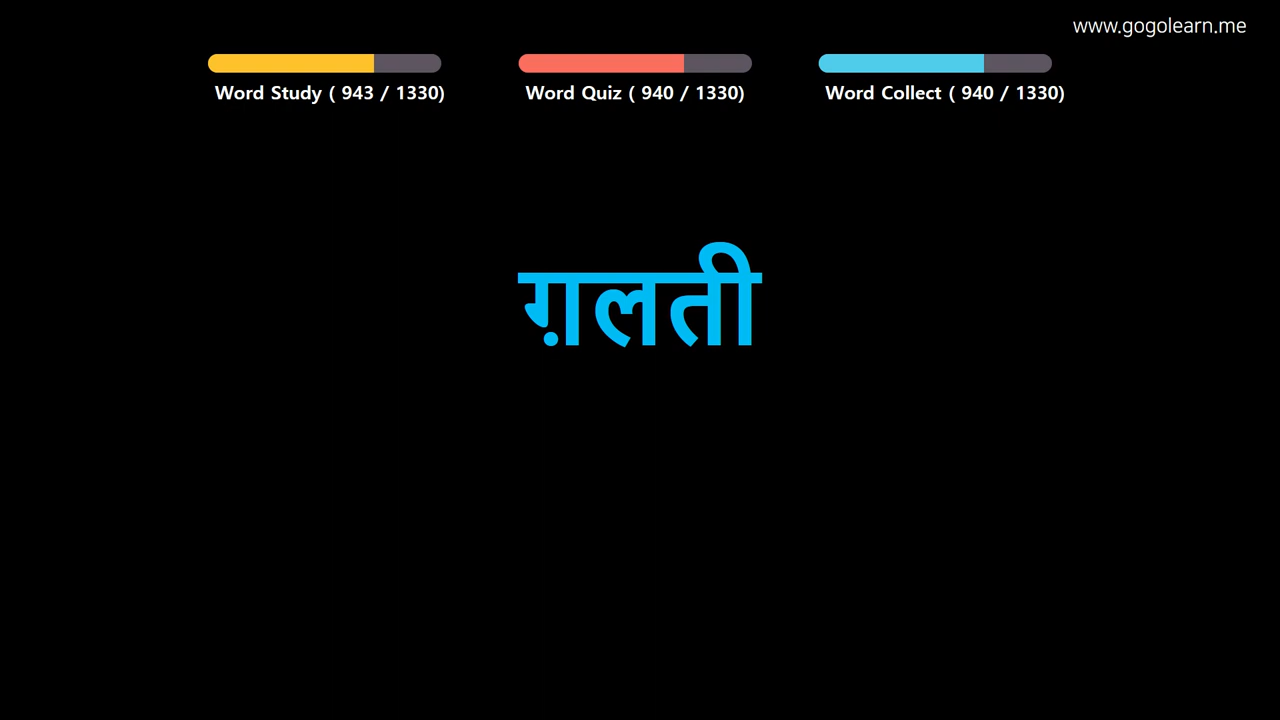 www.gogolearn.me
Word Study ( 943 / 1330)
Word Quiz ( 940 / 1330)
Word Collect ( 940 / 1330)
ग़लती